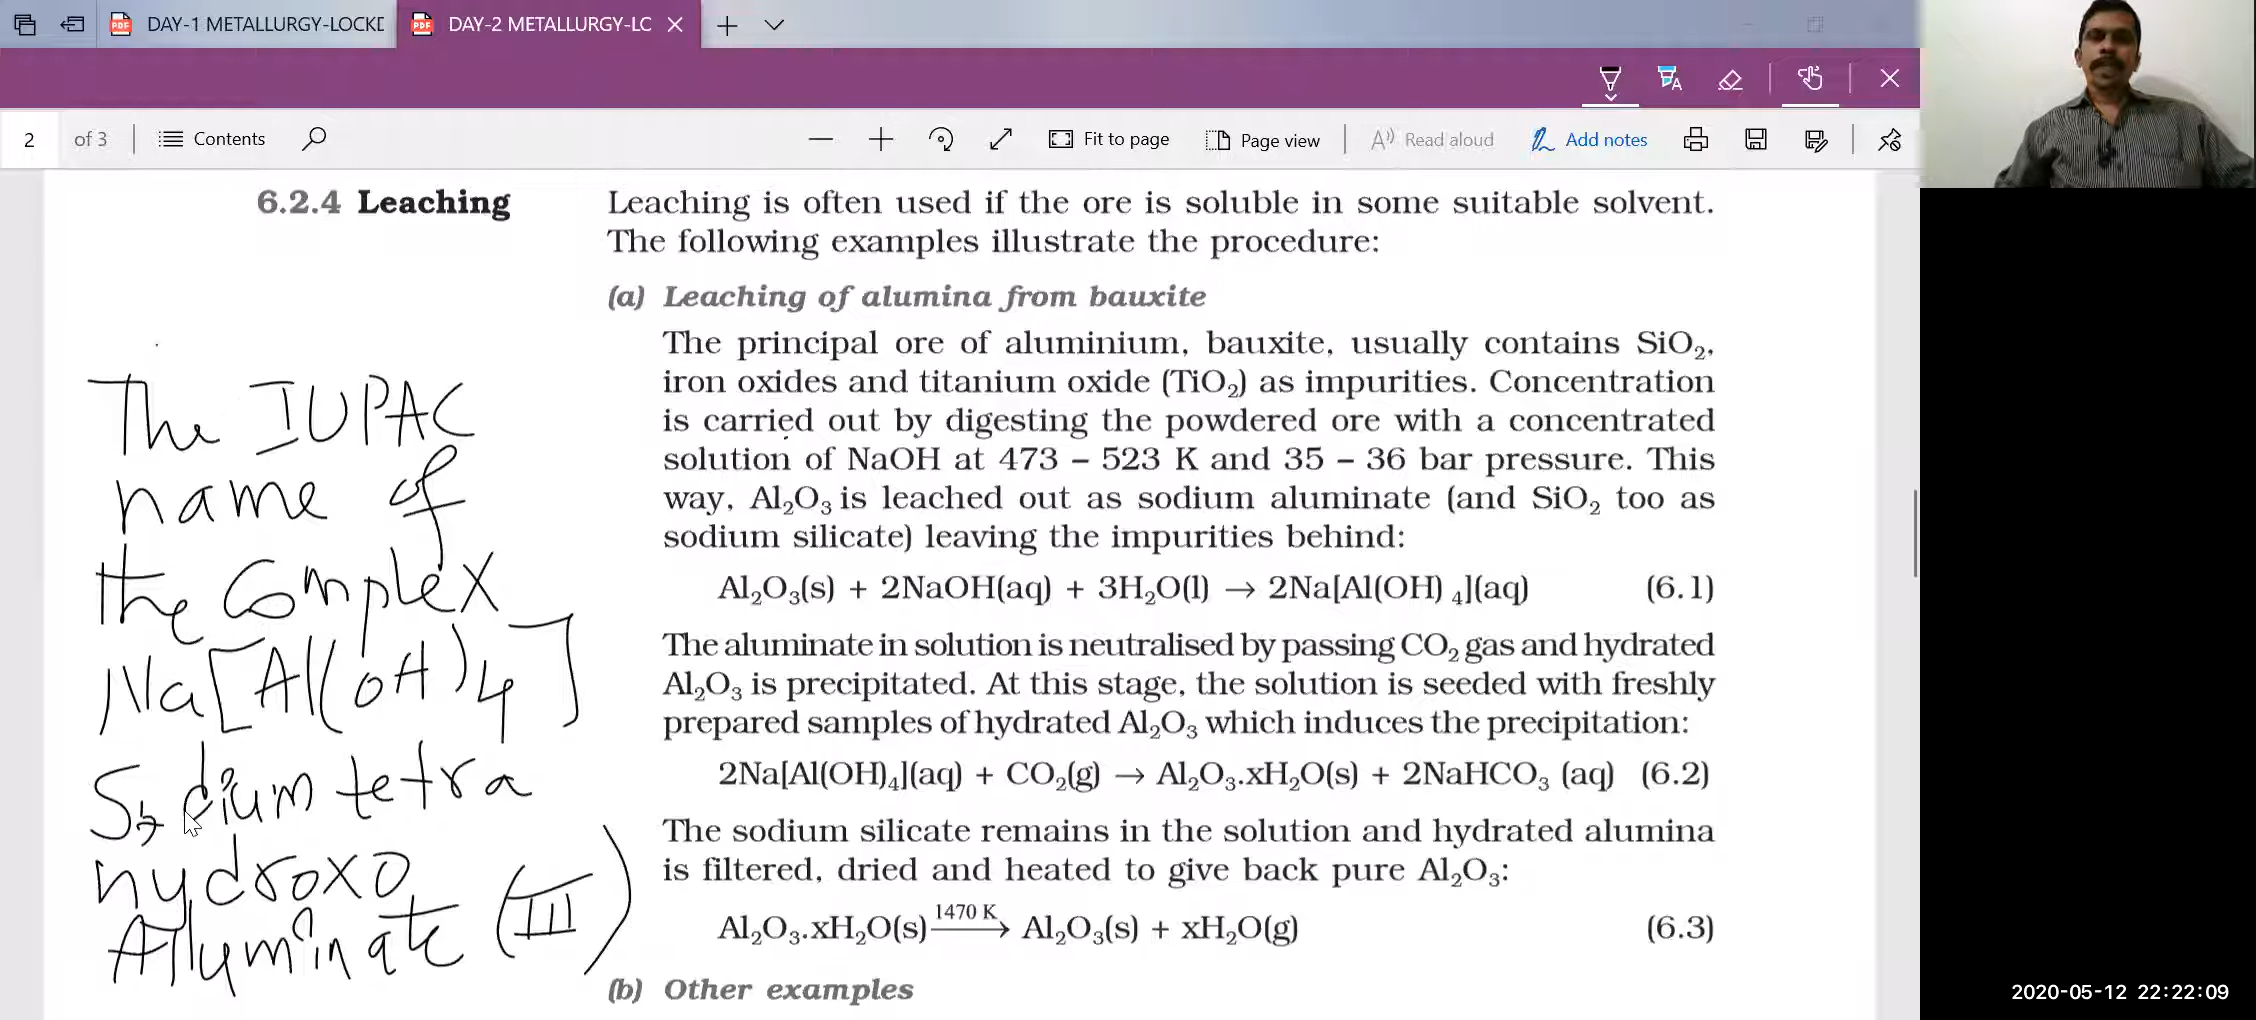 DAY-1 METALLURGY-LOCKE
DAY-2 METALLURGY-LC
2 of 3 Contents Fit to page Page view Read aloud Add notes
6.2.4 Leaching
Leaching is often used if the ore is soluble in some suitable solvent.
The following examples illustrate the procedure:
(a) Leaching of alumina from bauxite
The principal ore of aluminium, bauxite, usually contains SiO₂,
iron oxides and titanium oxide (TiO₂) as impurities. Concentration
is carried out by digesting the powdered ore with a concentrated
solution of NaOH at 473 – 523 K and 35 – 36 bar pressure. This
way, Al₂O₃ is leached out as sodium aluminate (and SiO₂ too as
sodium silicate) leaving the impurities behind:
Al₂O₃(s) + 2NaOH(aq) + 3H₂O(l) → 2Na[Al(OH) ₄](aq) (6.1)
The aluminate in solution is neutralised by passing CO₂ gas and hydrated
Al₂O₃ is precipitated. At this stage, the solution is seeded with freshly
prepared samples of hydrated Al₂O₃ which induces the precipitation:
2Na[Al(OH)₄](aq) + CO₂(g) → Al₂O₃.xH₂O(s) + 2NaHCO₃ (aq) (6.2)
The sodium silicate remains in the solution and hydrated alumina
is filtered, dried and heated to give back pure Al₂O₃:
Al₂O₃.xH₂O(s) 1470 K → Al₂O₃(s) + xH₂O(g) (6.3)
(b) Other examples
The IUPAC
name of
the Complex
Na[Al(OH)₄]
Sodium tetra
hydroxo
Alluminate (III)
2020-05-12 22:22:09